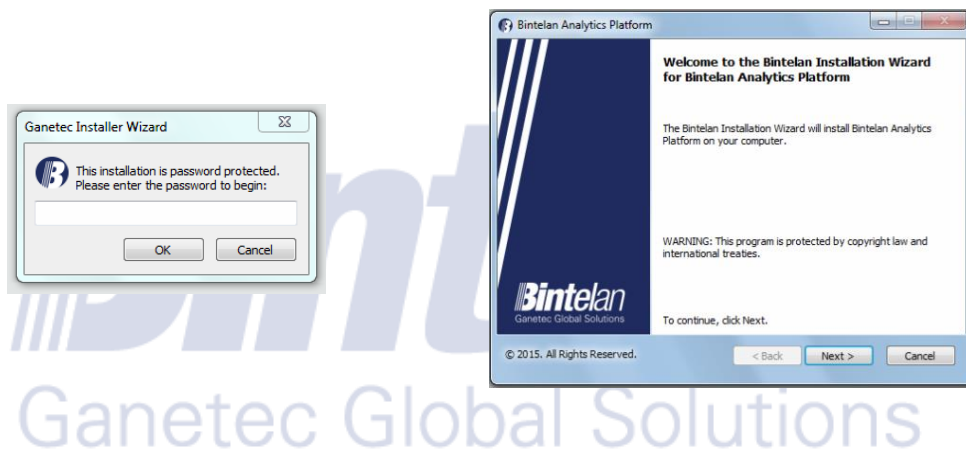 Ganetec Installer Wizard
This installation is password protected.
Please enter the password to begin:
OK
Cancel
Bintelan Analytics Platform
Welcome to the Bintelan Installation Wizard
for Bintelan Analytics Platform
The Bintelan Installation Wizard will install Bintelan Analytics
Platform on your computer.
WARNING: This program is protected by copyright law and
international treaties.
Bintelan
Ganetec Global Solutions
To continue, click Next.
© 2015. All Rights Reserved.
< Back
Next >
Cancel
Ganetec Global Solutions